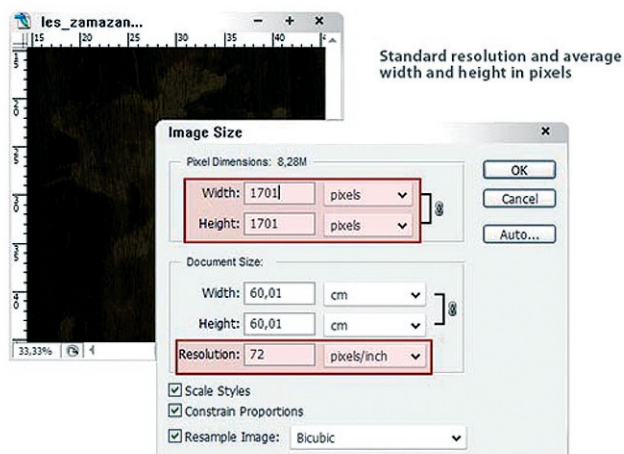 les_zamazan...
15 20 25 30 35 40 4
Standard resolution and average
width and height in pixels
Image Size
Pixel Dimensions: 8,28M
Width: 1701 pixels
Height: 1701 pixels
OK
Cancel
Auto...
Document Size:
Width: 60,01 cm
Height: 60,01 cm
Resolution: 72 pixels/inch
33,33%
Scale Styles
Constrain Proportions
Resample Image: Bicubic